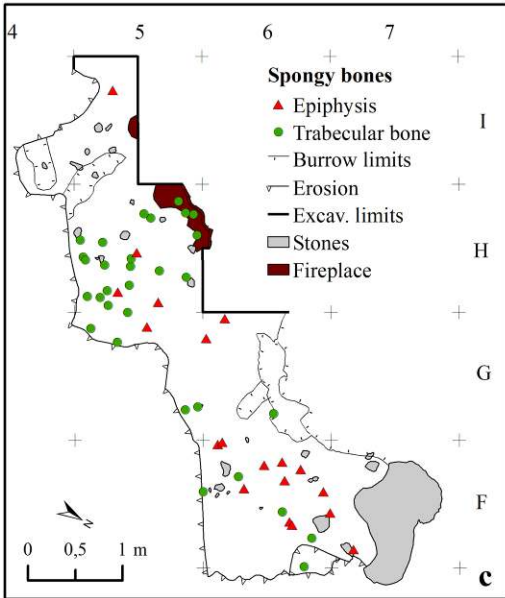 4 5 6 7
Spongy bones
Epiphysis
Trabecular bone
Burrow limits
Erosion
Excav. limits
Stones
Fireplace
I
H
G
F
N
0 0,5 1 m
c